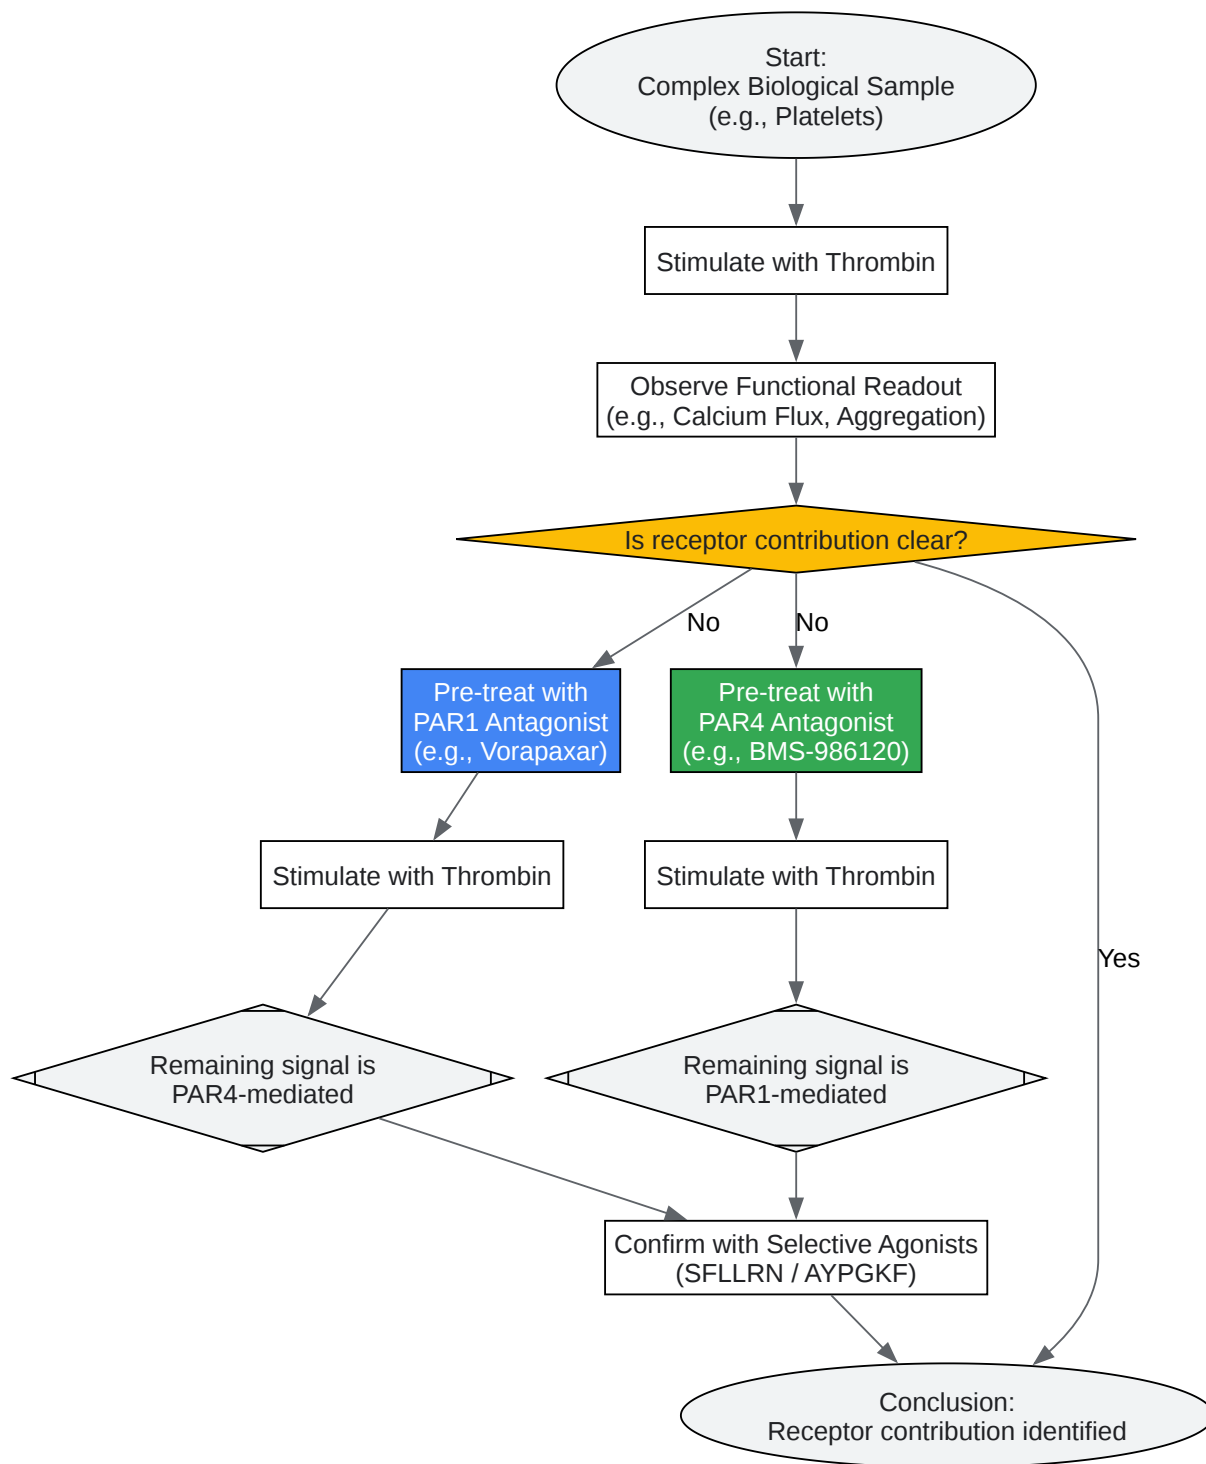 Start:
Complex Biological Sample
(e.g., Platelets)
Stimulate with Thrombin
Observe Functional Readout
(e.g., Calcium Flux, Aggregation)
Is receptor contribution clear?
No
No
Pre-treat with
PAR1 Antagonist
(e.g., Vorapaxar)
Pre-treat with
PAR4 Antagonist
(e.g., BMS-986120)
Stimulate with Thrombin
Stimulate with Thrombin
Yes
Remaining signal is
PAR4-mediated
Remaining signal is
PAR1-mediated
Confirm with Selective Agonists
(SFLLRN / AYPGKF)
Conclusion:
Receptor contribution identified